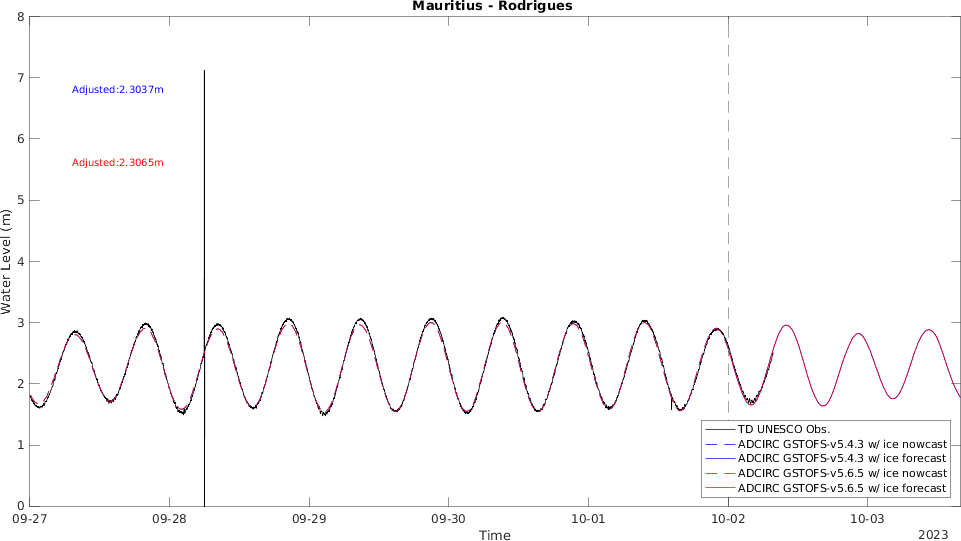 Mauritius - Rodrigues
8
7
6
5
4
3
2
1
0
Water Level (m)
Adjusted:2.3037m
Adjusted:2.3065m
TD UNESCO Obs.
ADCIRC GSTOFS-v5.4.3 w/ ice nowcast
ADCIRC GSTOFS-v5.4.3 w/ ice forecast
ADCIRC GSTOFS-v5.6.5 w/ ice nowcast
ADCIRC GSTOFS-v5.6.5 w/ ice forecast
09-27 09-28 09-29 09-30 10-01 10-02 10-03
Time
2023